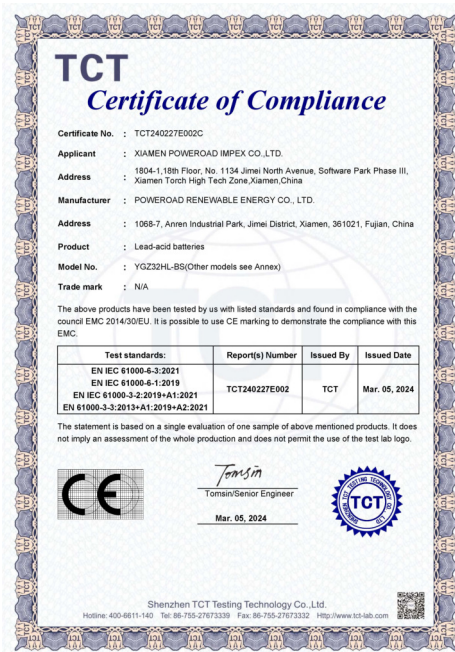 TCT
Certificate of Compliance
Certificate No. : TCT240227E002C
Applicant : XIAMEN POWEROAD IMPEX CO.,LTD.
Address : 1804-1,18th Floor, No. 1134 Jimei North Avenue, Software Park Phase III,
Xiamen Torch High Tech Zone,Xiamen,China
Manufacturer : POWEROAD RENEWABLE ENERGY CO., LTD.
Address : 1068-7, Anren Industrial Park, Jimei District, Xiamen, 361021, Fujian, China
Product : Lead-acid batteries
Model No. : YGZ32HL-BS(Other models see Annex)
Trade mark : N/A
The above products have been tested by us with listed standards and found in compliance with the
council EMC 2014/30/EU. It is possible to use CE marking to demonstrate the compliance with this
EMC.
Test standards: Report(s) Number Issued By Issued Date
EN IEC 61000-6-3:2021
EN IEC 61000-6-1:2019
EN IEC 61000-3-2:2019+A1:2021
EN 61000-3-3:2013+A1:2019+A2:2021
TCT240227E002 TCT Mar. 05, 2024
The statement is based on a single evaluation of one sample of above mentioned products. It does
not imply an assessment of the whole production and does not permit the use of the test lab logo.
CE
Tomsin
Tomsin/Senior Engineer
Mar. 05, 2024
SHENZHEN TCT TESTING TECHNOLOGY CO., LTD
TCT
Shenzhen TCT Testing Technology Co.,Ltd.
Hotline: 400-6611-140 Tel: 86-755-27673339 Fax: 86-755-27673332 Http://www.tct-lab.com